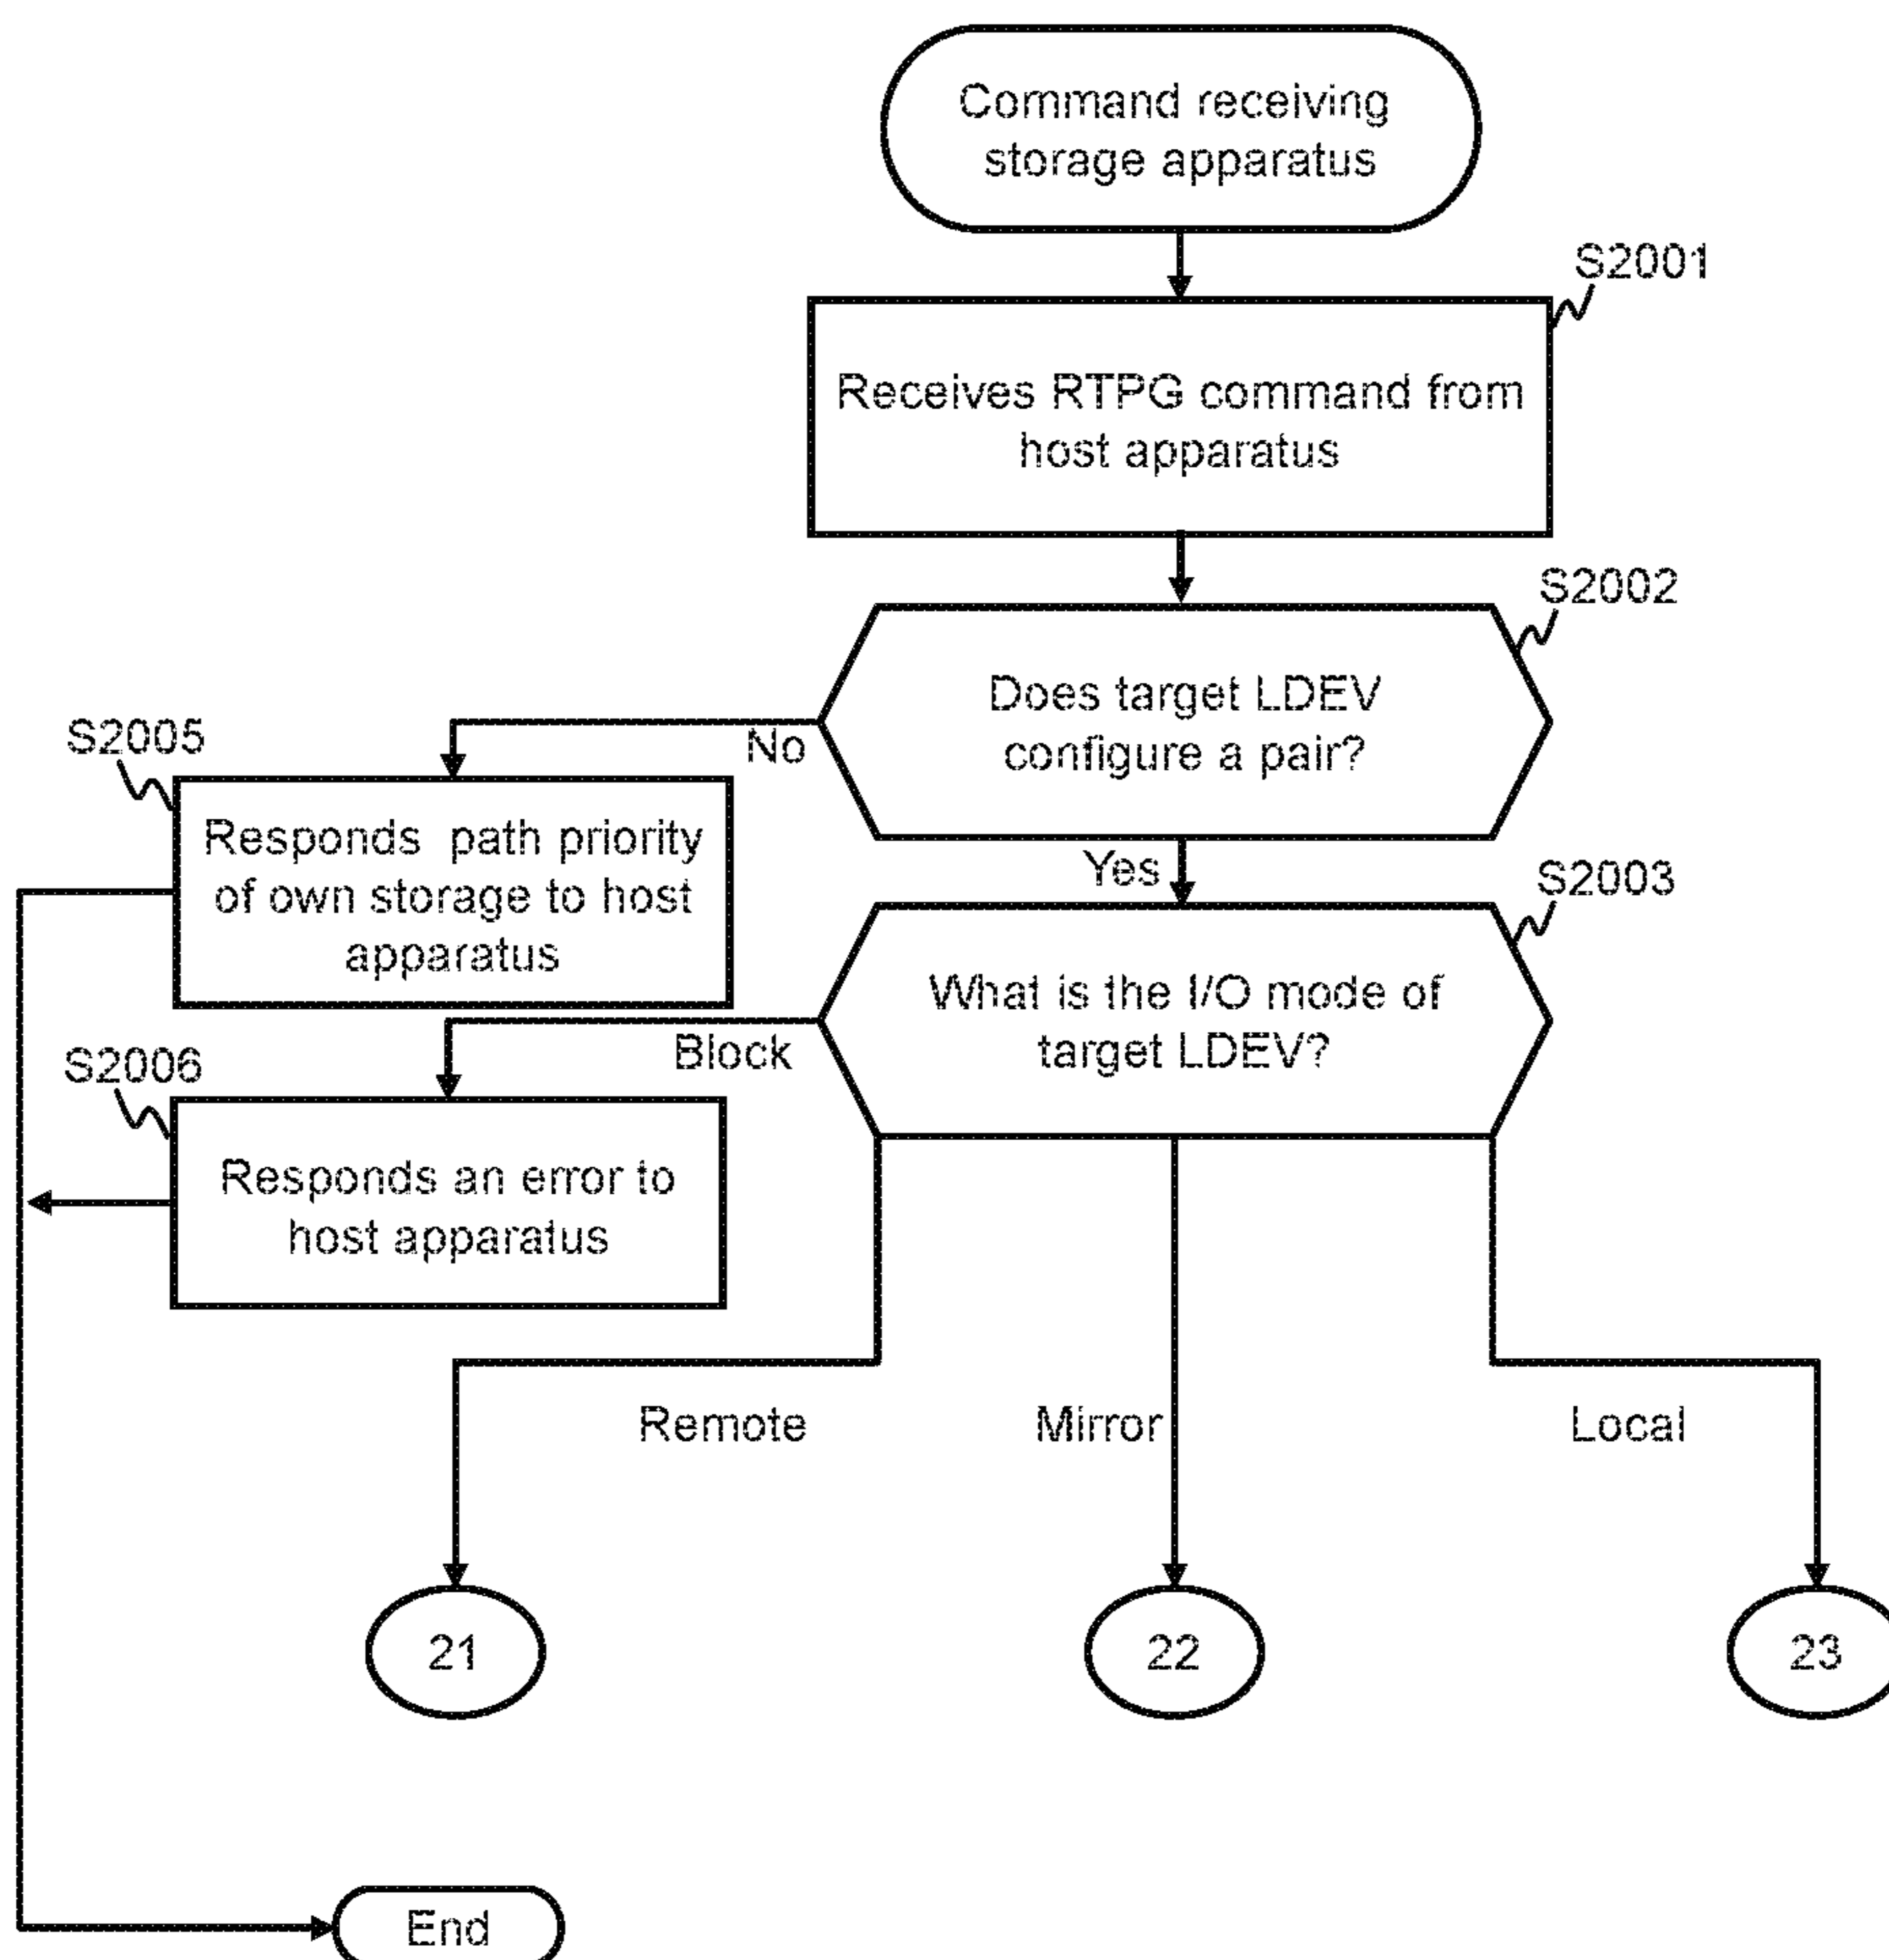 Command receiving
storage apparatus
S2001
Receives RTPG command from
host apparatus
S2002
Does target LDEV
configure a pair?
No
S2005
Responds path priority
of own storage to host
apparatus
Yes
S2003
What is the I/O mode of
target LDEV?
Block
S2006
Responds an error to
host apparatus
Remote
Mirror
Local
21
22
23
End